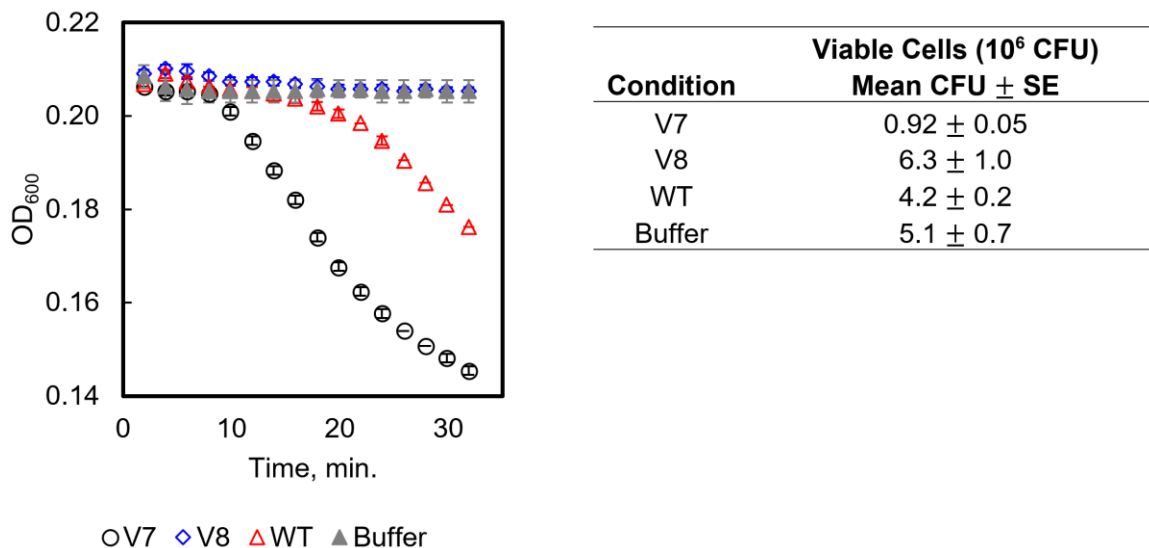 0.22
0.20
0.18
0.16
0.14
OD600
0 10 20 30
Time, min.
V7 V8 WT Buffer
Viable Cells (10⁶ CFU)
Condition Mean CFU ± SE
V7 0.92 ± 0.05
V8 6.3 ± 1.0
WT 4.2 ± 0.2
Buffer 5.1 ± 0.7